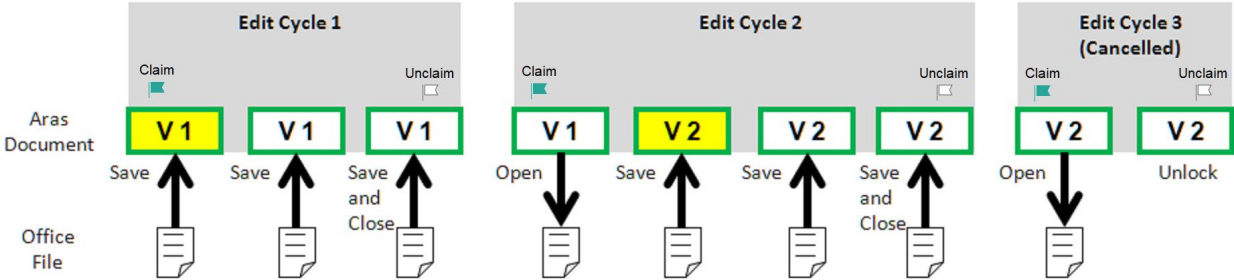 Edit Cycle 1
Edit Cycle 2
Edit Cycle 3
(Cancelled)
Claim
Unclaim
Claim
Unclaim
Claim
Unclaim
Aras
Document
V 1
V 1
V 1
V 1
V 2
V 2
V 2
V 2
V 2
Save
Save
Save
and
Close
Open
Save
Save
Save
and
Close
Open
Unlock
Office
File